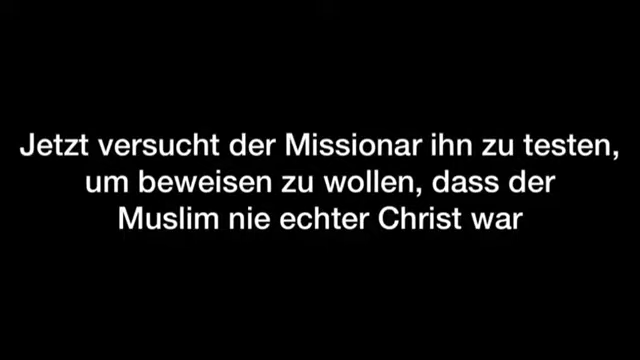 Jetzt versucht der Missionar ihn zu testen,
um beweisen zu wollen, dass der
Muslim nie echter Christ war